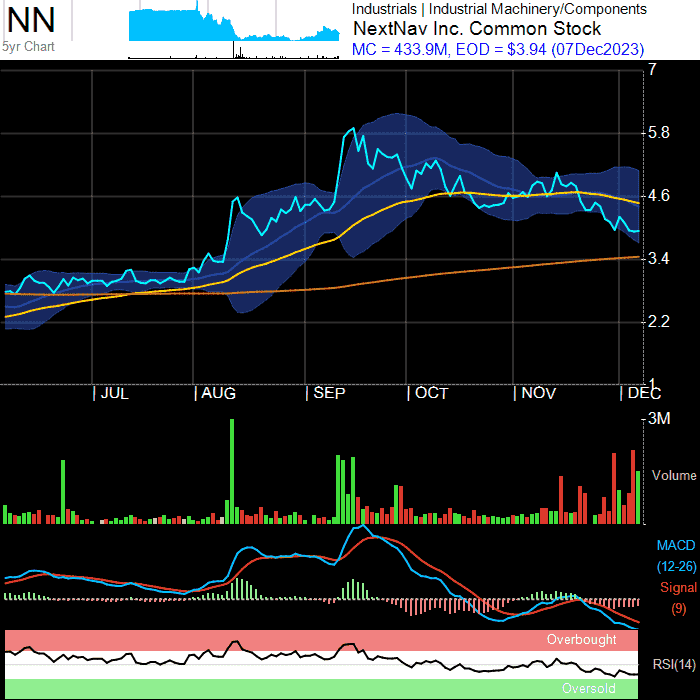 NN
5yr Chart
Industrials | Industrial Machinery/Components
NextNav Inc. Common Stock
MC = 433.9M, EOD = $3.94 (07Dec2023)
7
5.8
4.6
3.4
2.2
1
JUL AUG SEP OCT NOV DEC
3M
Volume
MACD
(12-26)
Signal
(9)
Overbought
RSI(14)
Oversold